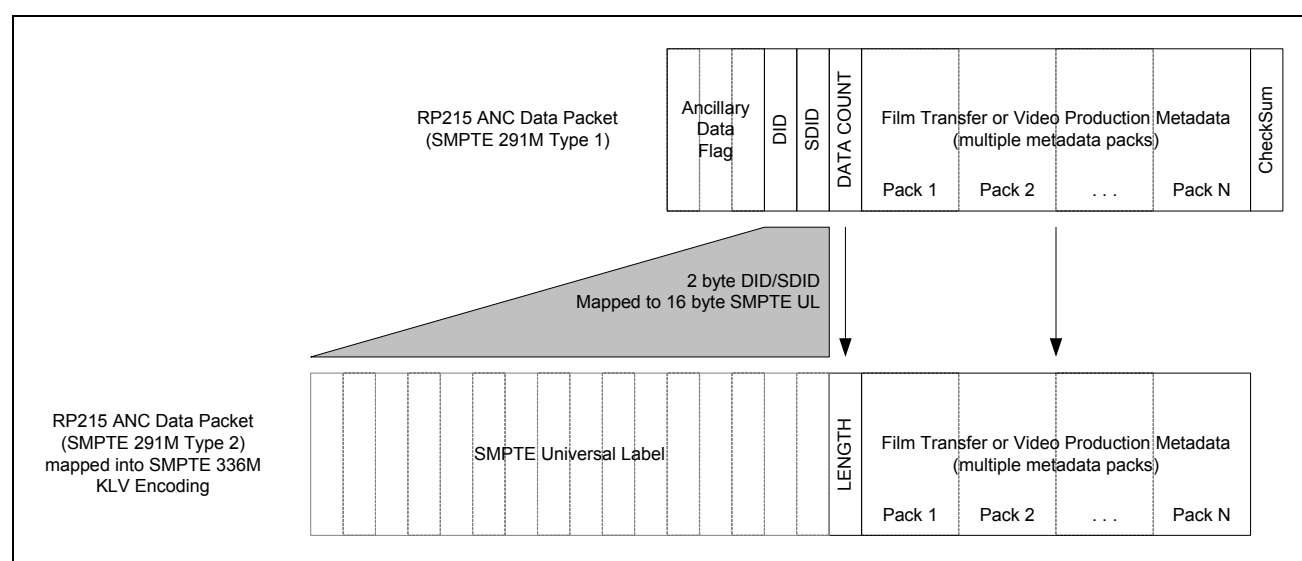 RP215 ANC Data Packet
(SMPTE 291M Type 1)
Ancillary
Data
Flag
DID
SDID
DATA COUNT
Film Transfer or Video Production Metadata
(multiple metadata packs)
Pack 1
Pack 2
. . .
Pack N
CheckSum
2 byte DID/SDID
Mapped to 16 byte SMPTE UL
RP215 ANC Data Packet
(SMPTE 291M Type 2)
mapped into SMPTE 336M
KLV Encoding
SMPTE Universal Label
LENGTH
Film Transfer or Video Production Metadata
(multiple metadata packs)
Pack 1
Pack 2
. . .
Pack N